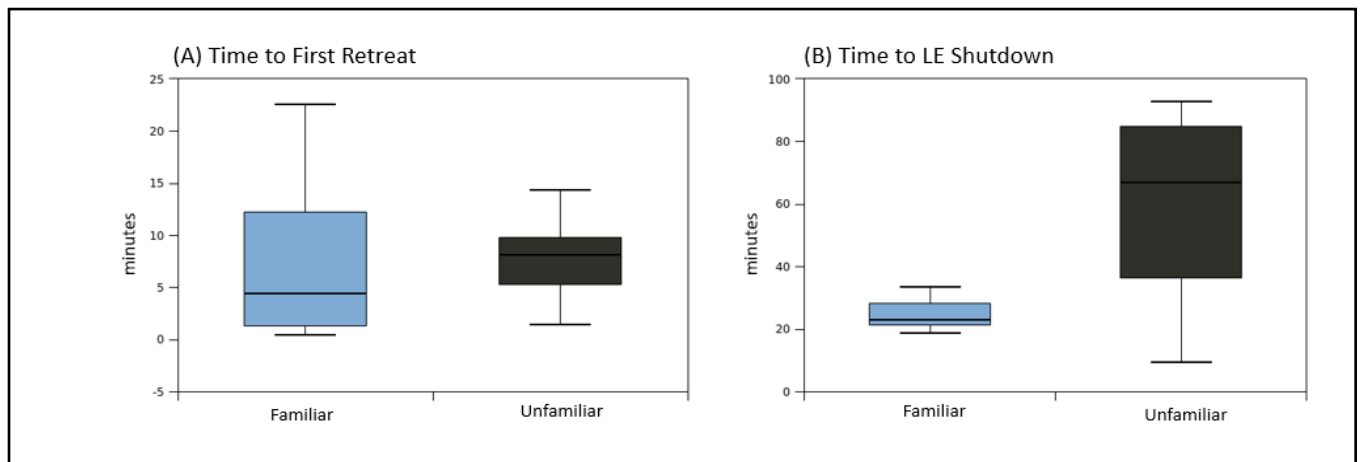 (A) Time to First Retreat
25
20
15
10
5
0
-5
minutes
Familiar
Unfamiliar
(B) Time to LE Shutdown
100
80
60
40
20
0
minutes
Familiar
Unfamiliar